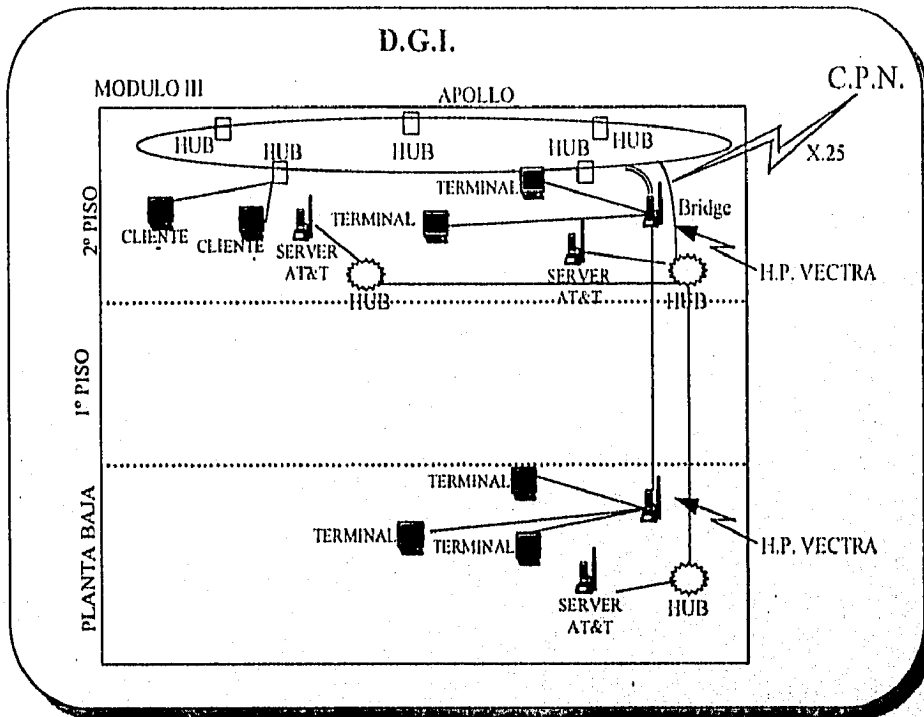 D.G.I.
MODULO III
APOLLO
C.P.N.
X.25
HUB
HUB
HUB
HUB
HUB
HUB
TERMINAL
TERMINAL
CLIENTE
CLIENTE
SERVER
AT&T
SERVER
AT&T
Bridge
H.P. VECTRA
HUB
HUB
2º PISO
1º PISO
PLANTA BAJA
TERMINAL
TERMINAL
TERMINAL
H.P. VECTRA
SERVER
AT&T
HUB